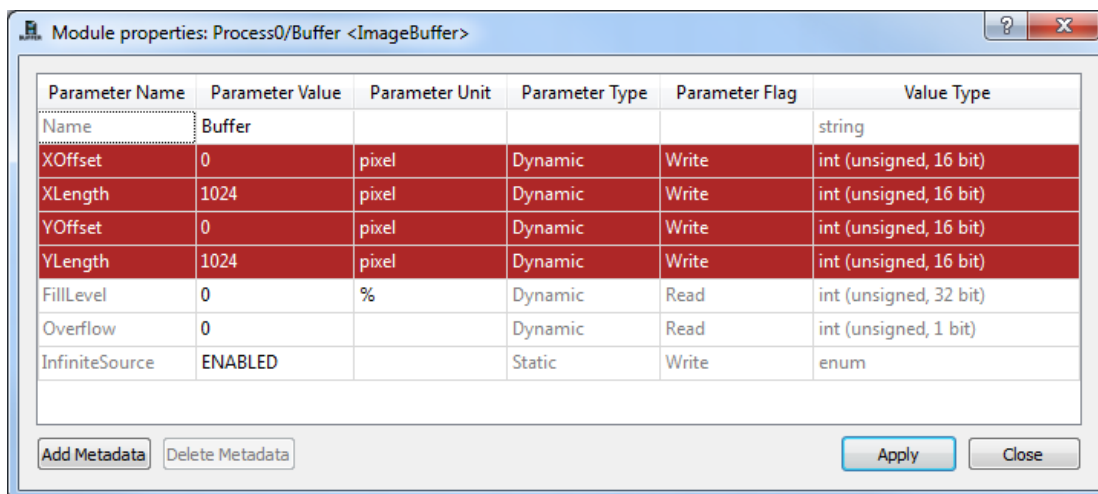 Module properties: Process0/Buffer <ImageBuffer>
Parameter Name Parameter Value Parameter Unit Parameter Type Parameter Flag Value Type
Name Buffer string
XOffset 0 pixel Dynamic Write int (unsigned, 16 bit)
XLength 1024 pixel Dynamic Write int (unsigned, 16 bit)
YOffset 0 pixel Dynamic Write int (unsigned, 16 bit)
YLength 1024 pixel Dynamic Write int (unsigned, 16 bit)
FillLevel 0 % Dynamic Read int (unsigned, 32 bit)
Overflow 0 Dynamic Read int (unsigned, 1 bit)
InfiniteSource ENABLED Static Write enum
Add Metadata Delete Metadata Apply Close